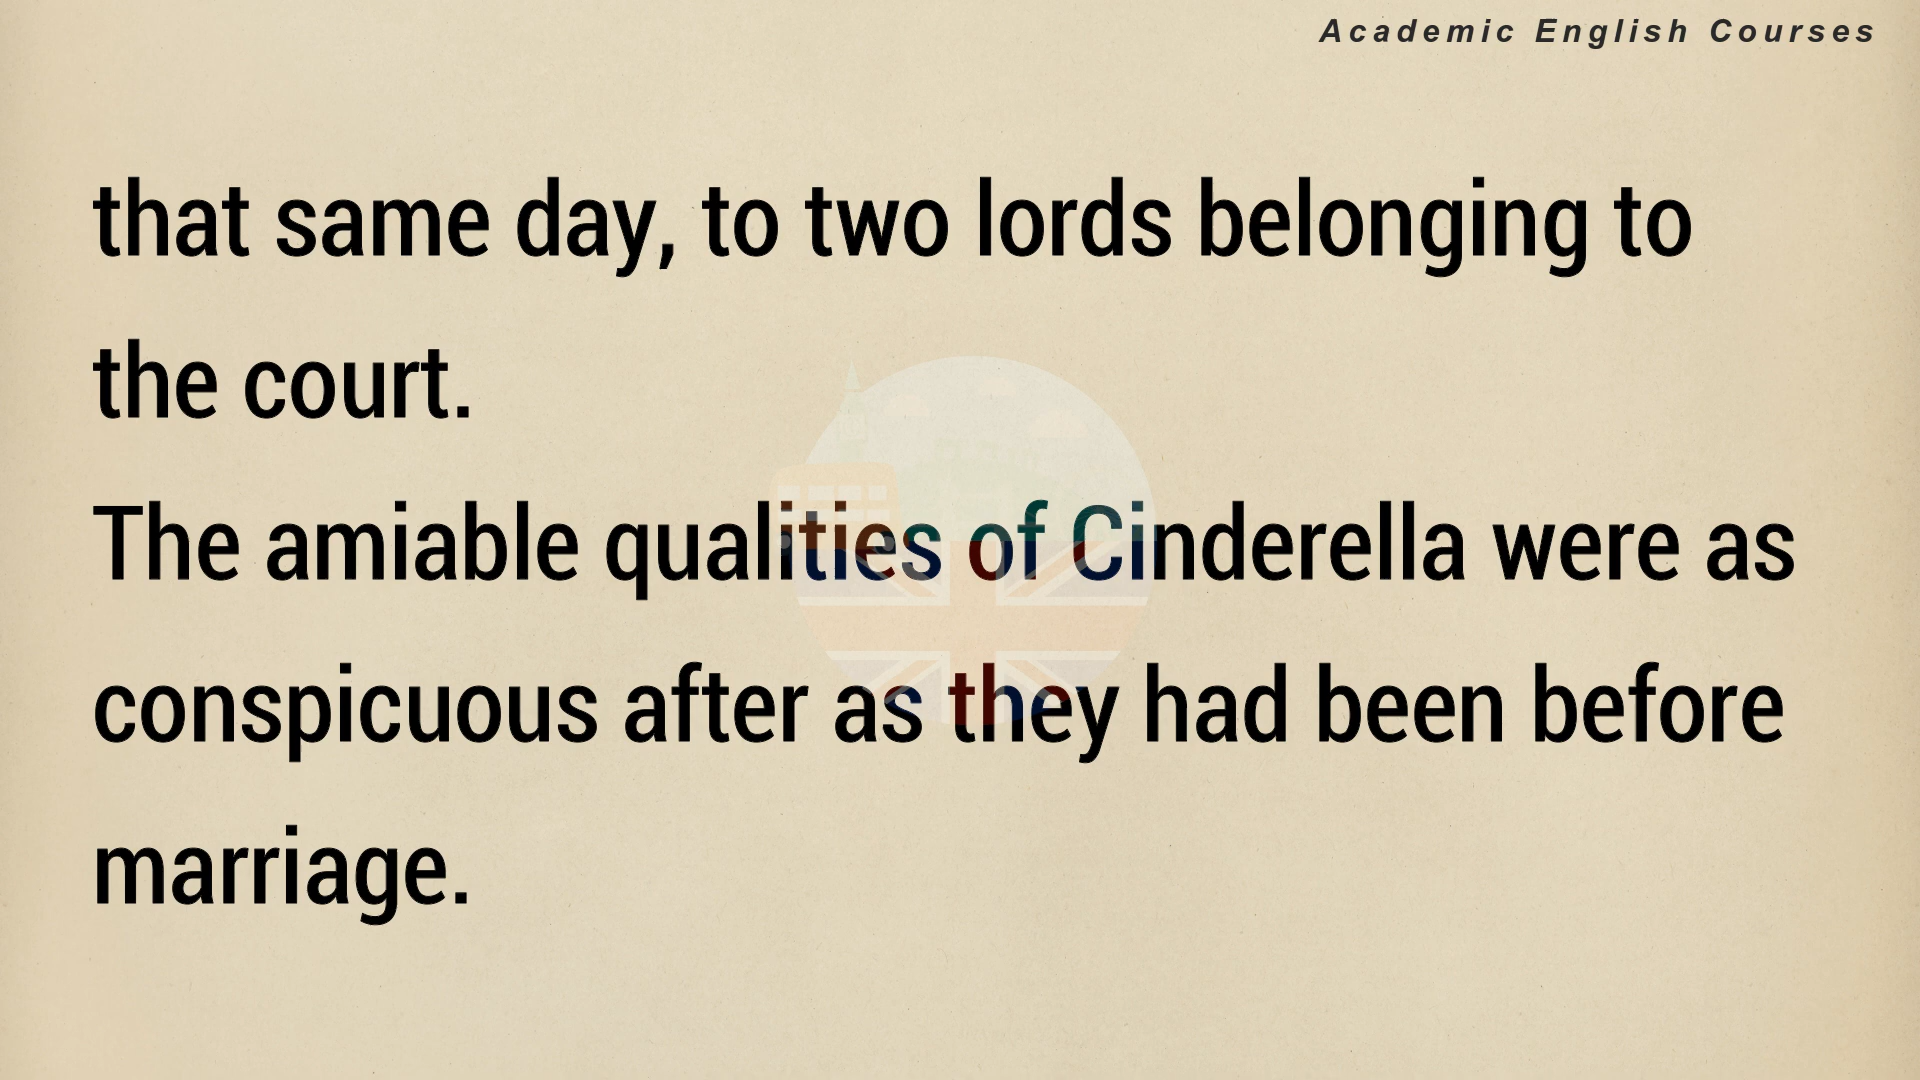 Academic English Courses
that same day, to two lords belonging to
the court.
The amiable qualities of Cinderella were as
conspicuous after as they had been before
marriage.